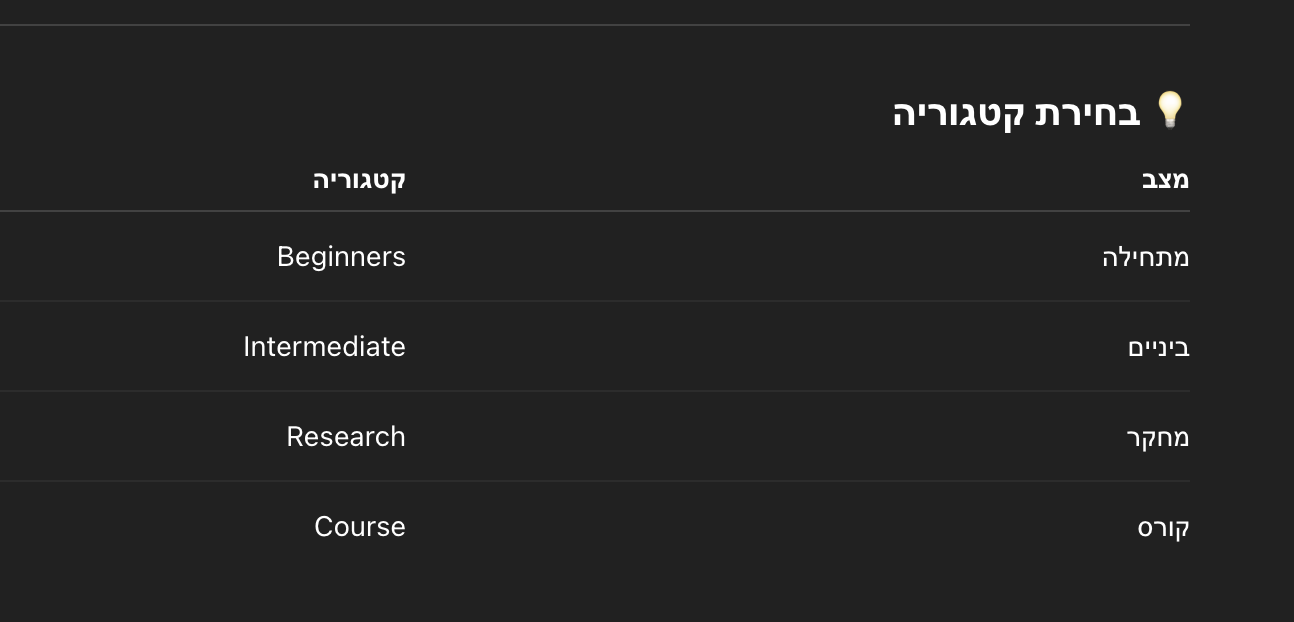 💡 בחירת קטגוריה
מצב קטגוריה
מתחילה Beginners
ביניים Intermediate
מחקר Research
קורס Course